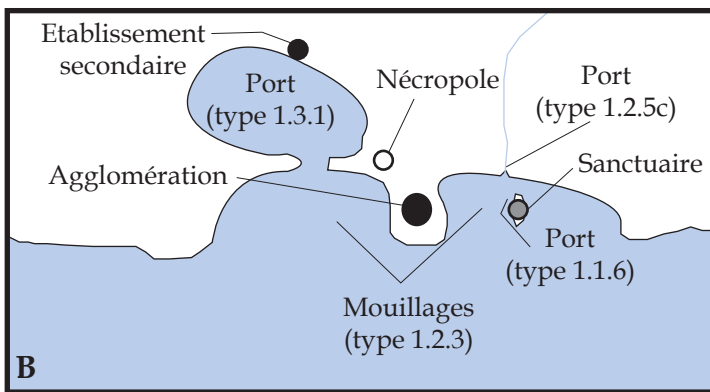 Etablissement
secondaire
Port
(type 1.3.1)
Nécropole
Port
(type 1.2.5c)
Agglomération
Sanctuaire
Port
(type 1.1.6)
Mouillages
(type 1.2.3)
B